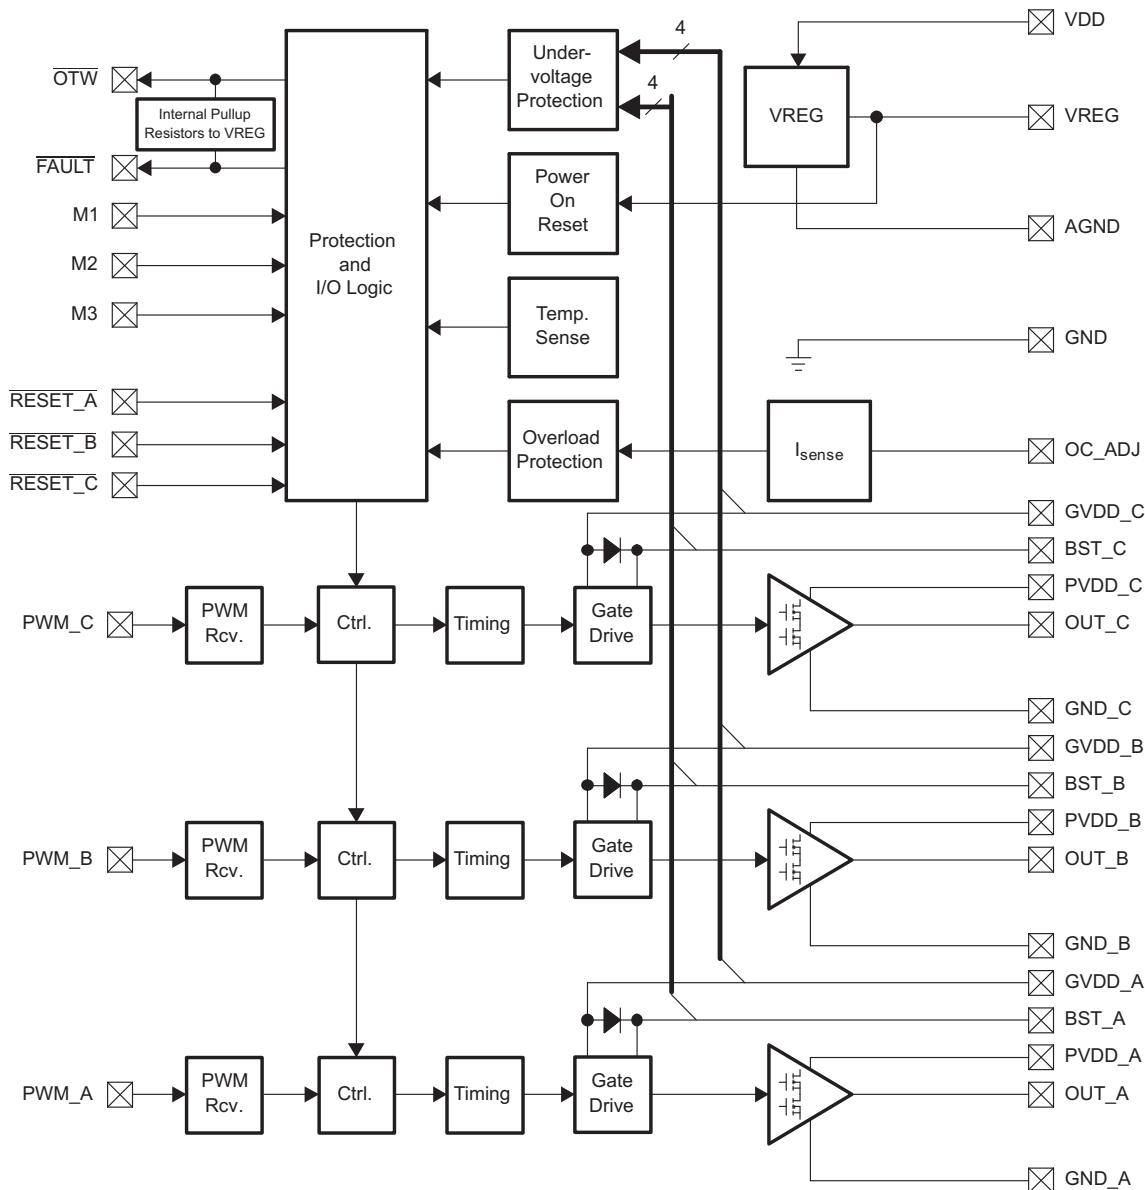 4
VDD
Under-
voltage
Protection
OTW
4
Internal Pullup
Resistors to VREG
VREG
VREG
FAULT
Power
On
Reset
M1
AGND
Protection
and
I/O Logic
M2
M3
Temp.
Sense
GND
RESET_A
RESET_B
RESET_C
Overload
Protection
Isense
OC_ADJ
GVDD_C
BST_C
PVDD_C
PWM_C
PWM
Rcv.
Ctrl.
Timing
Gate
Drive
OUT_C
GND_C
GVDD_B
BST_B
PVDD_B
PWM_B
PWM
Rcv.
Ctrl.
Timing
Gate
Drive
OUT_B
GND_B
GVDD_A
BST_A
PVDD_A
PWM_A
PWM
Rcv.
Ctrl.
Timing
Gate
Drive
OUT_A
GND_A